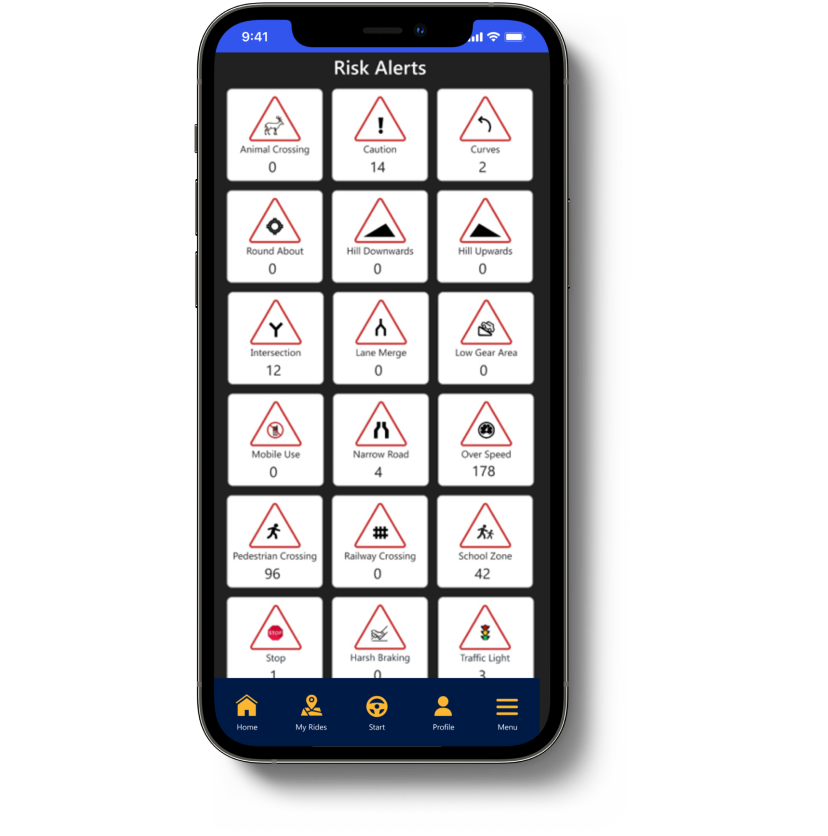 9:41
Risk Alerts
Animal Crossing
0
Caution
14
Curves
2
Round About
0
Hill Downwards
0
Hill Upwards
0
Intersection
12
Lane Merge
0
Low Gear Area
0
Mobile Use
0
Narrow Road
4
Over Speed
178
Pedestrian Crossing
96
Railway Crossing
0
School Zone
42
STOP
Stop
1
Harsh Braking
0
Traffic Light
3
Home
My Rides
Start
Profile
Menu